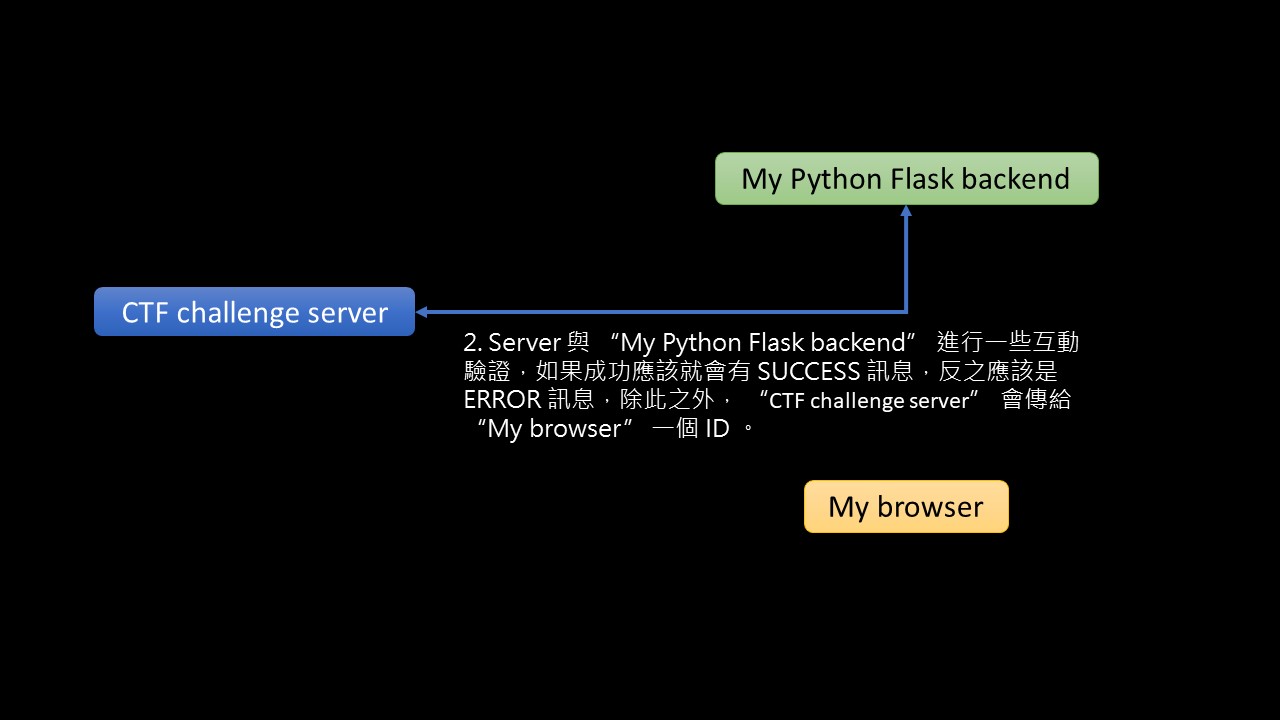 My Python Flask backend
CTF challenge server
2. Server 與 “My Python Flask backend” 進行一些互動
驗證，如果成功應該就會有 SUCCESS 訊息，反之應該是
ERROR 訊息，除此之外， “CTF challenge server” 會傳給
“My browser” 一個 ID 。
My browser